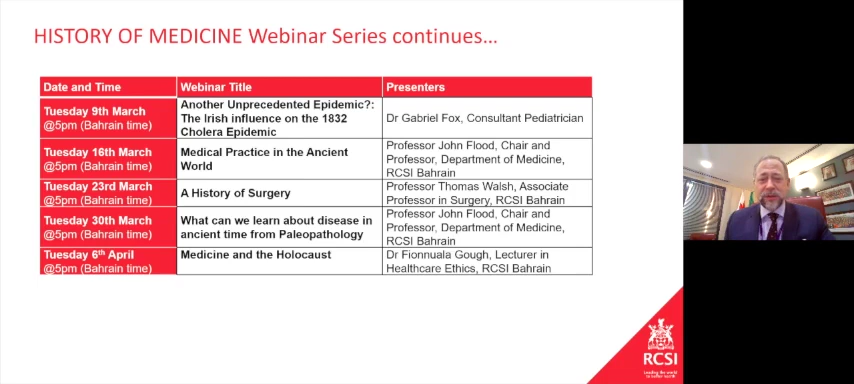 HISTORY OF MEDICINE Webinar Series continues...
Date and Time
Webinar Title
Presenters
Tuesday 9th March
@5pm (Bahrain time)
Another Unprecedented Epidemic?:
The Irish influence on the 1832
Cholera Epidemic
Dr Gabriel Fox, Consultant Pediatrician
Tuesday 16th March
@5pm (Bahrain time)
Medical Practice in the Ancient
World
Professor John Flood, Chair and
Professor, Department of Medicine,
RCSI Bahrain
Tuesday 23rd March
@5pm (Bahrain time)
A History of Surgery
Professor Thomas Walsh, Associate
Professor in Surgery, RCSI Bahrain
Tuesday 30th March
@5pm (Bahrain time)
What can we learn about disease in
ancient time from Paleopathology
Professor John Flood, Chair and
Professor, Department of Medicine,
RCSI Bahrain
Tuesday 6th April
@5pm (Bahrain time)
Medicine and the Holocaust
Dr Fionnuala Gough, Lecturer in
Healthcare Ethics, RCSI Bahrain
RCSI
Leading the world
to better health